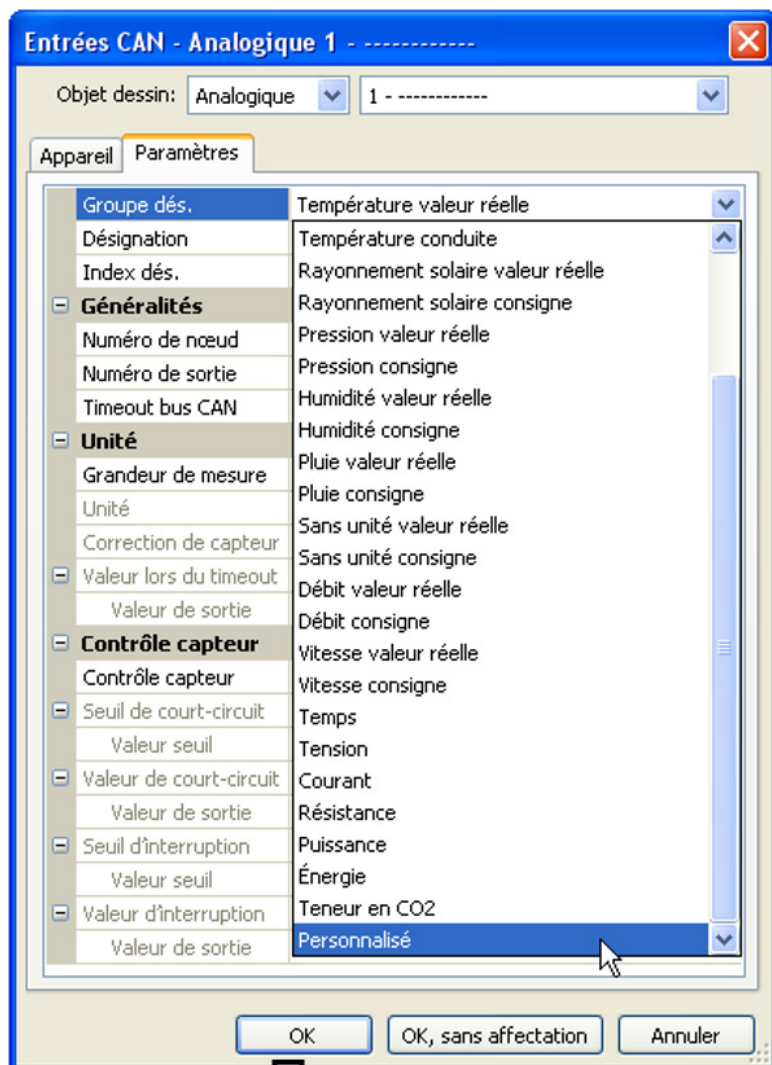 Entrées CAN - Analogique 1 - ------------
Objet dessin: Analogique 1 - ------------
Appareil Paramètres
Groupe dés. Température valeur réelle
Désignation Température conduite
Index dés. Rayonnement solaire valeur réelle
Généralités Rayonnement solaire consigne
Numéro de nœud Pression valeur réelle
Numéro de sortie Pression consigne
Timeout bus CAN Humidité valeur réelle
Unité Humidité consigne
Grandeur de mesure Pluie valeur réelle
Unité Pluie consigne
Correction de capteur Sans unité valeur réelle
Sans unité consigne
Valeur lors du timeout Débit valeur réelle
Valeur de sortie Débit consigne
Contrôle capteur Vitesse valeur réelle
Contrôle capteur Vitesse consigne
Seuil de court-circuit Temps
Valeur seuil Tension
Valeur de court-circuit Courant
Valeur de sortie Résistance
Seuil d'interruption Puissance
Valeur seuil Énergie
Valeur d'interruption Teneur en CO2
Valeur de sortie Personnalisé
OK OK, sans affectation Annuler